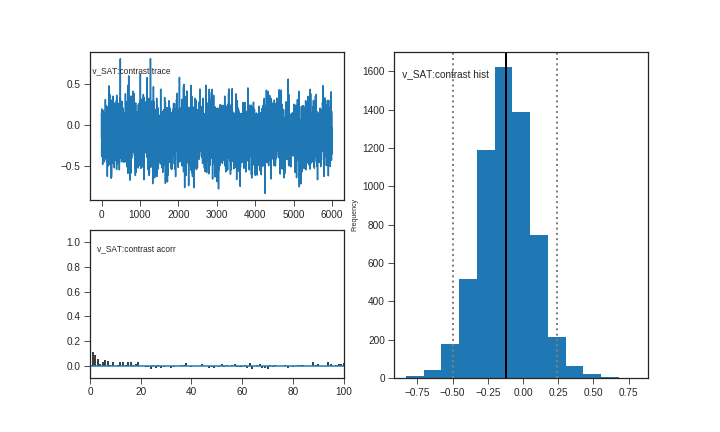 v_SAT:contrast trace
0.5
0.0
−0.5
0 1000 2000 3000 4000 5000 6000
v_SAT:contrast acorr
1.0
0.8
0.6
0.4
0.2
0.0
0 20 40 60 80 100
Frequency
v_SAT:contrast hist
1600
1400
1200
1000
800
600
400
200
0
−0.75 −0.50 −0.25 0.00 0.25 0.50 0.75